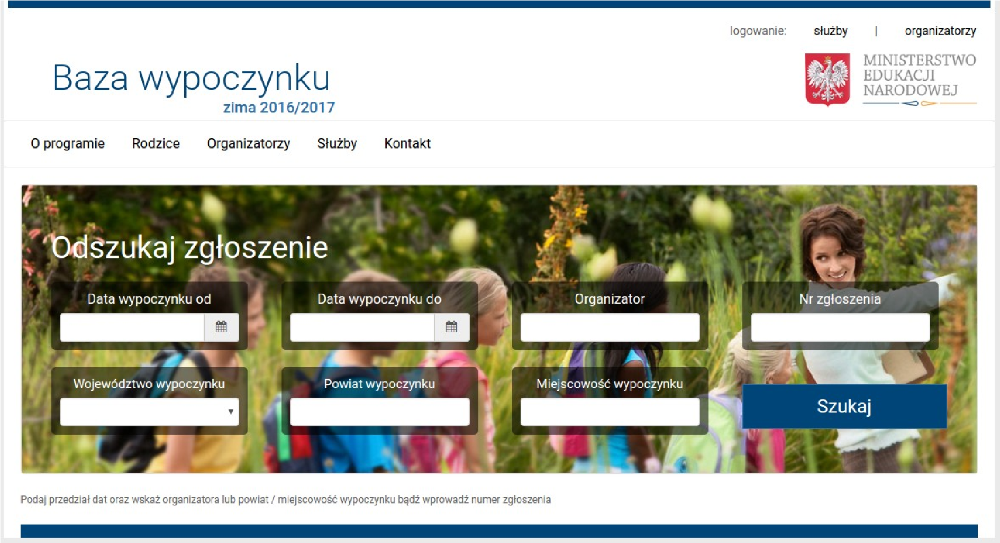 logowanie: służby | organizatorzy
MINISTERSTWO
EDUKACJI
NARODOWEJ
Baza wypoczynku
zima 2016/2017
O programie Rodzice Organizatorzy Służby Kontakt
Odszukaj zgłoszenie
Data wypoczynku od Data wypoczynku do Organizator Nr zgłoszenia
Województwo wypoczynku Powiat wypoczynku Miejscowość wypoczynku
Szukaj
Podaj przedział dat oraz wskaż organizatora lub powiat / miejscowość wypoczynku bądź wprowadź numer zgłoszenia